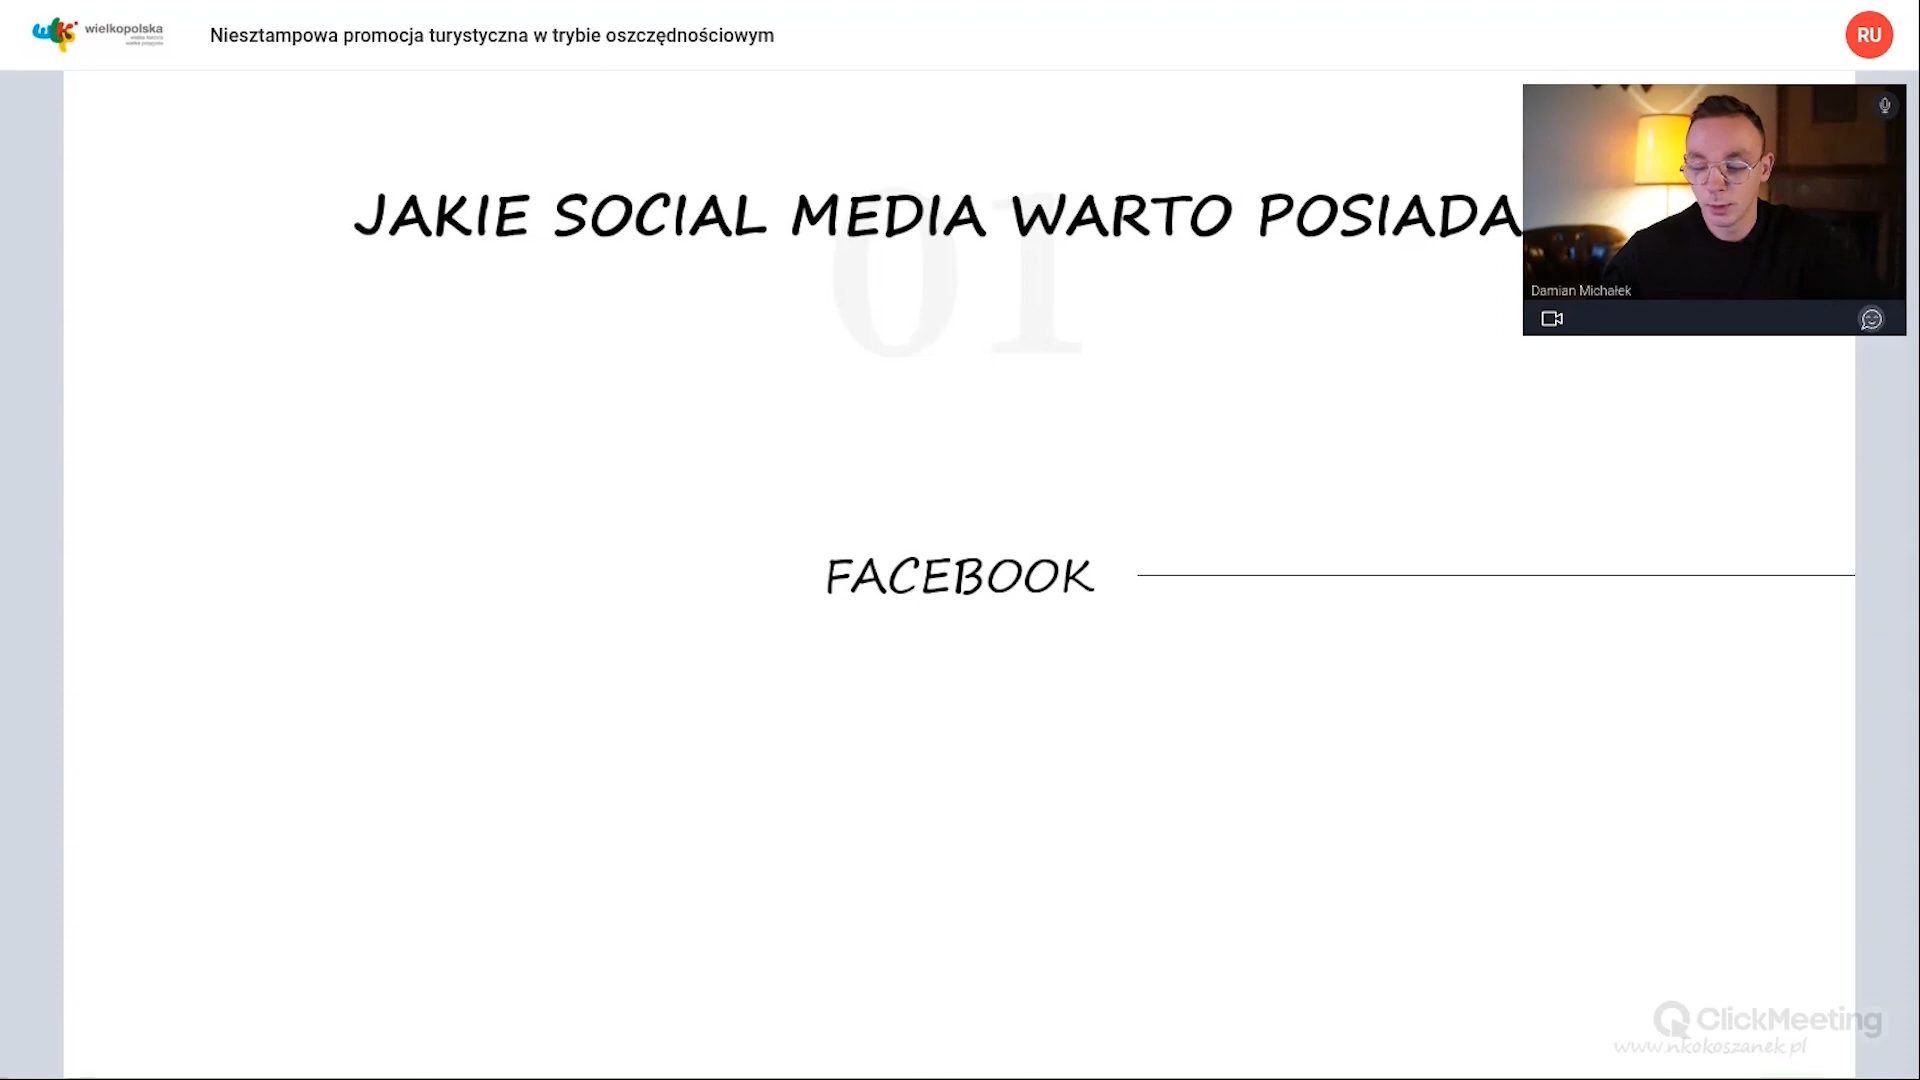 wielkopolska
Niesztampowa promocja turystyczna w trybie oszczędnościowym
RU
01
JAKIE SOCIAL MEDIA WARTO POSIADA
Damian Michałek
FACEBOOK
ClickMeeting
www.nkokoszanek.pl